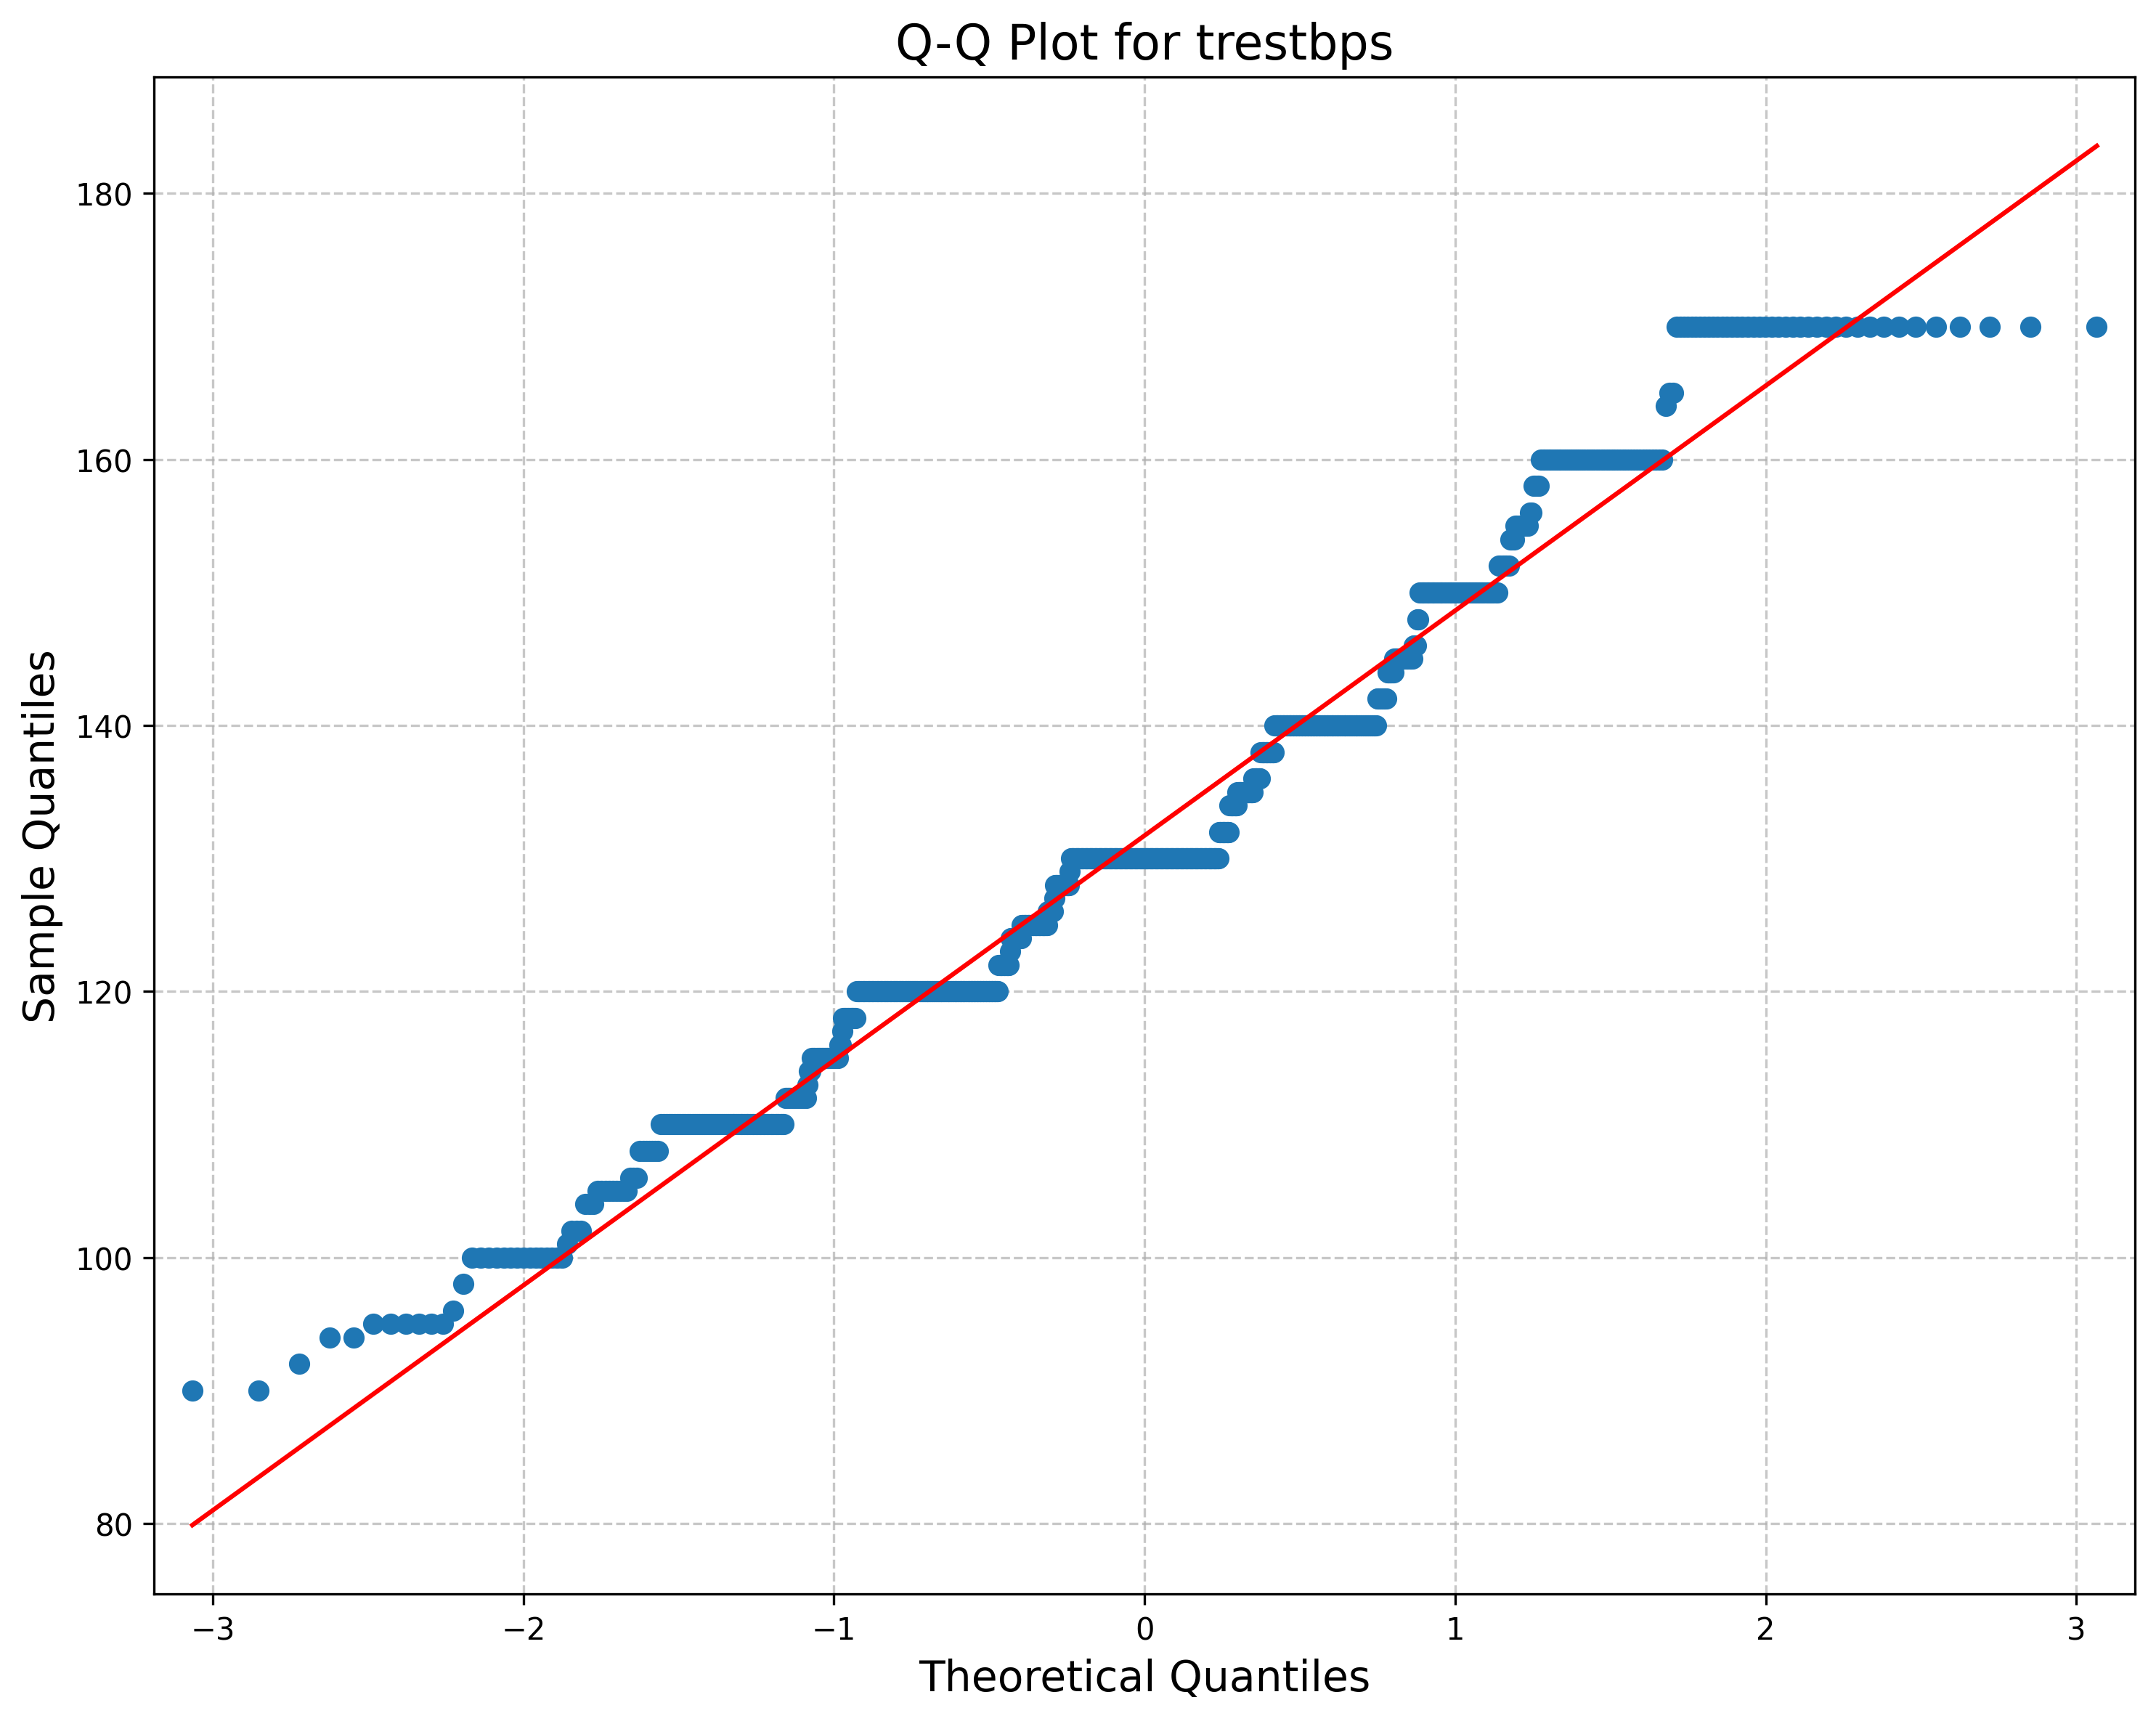 Q-Q Plot for trestbps
180
160
140
120
100
80
Sample Quantiles
−3 −2 −1 0 1 2 3
Theoretical Quantiles